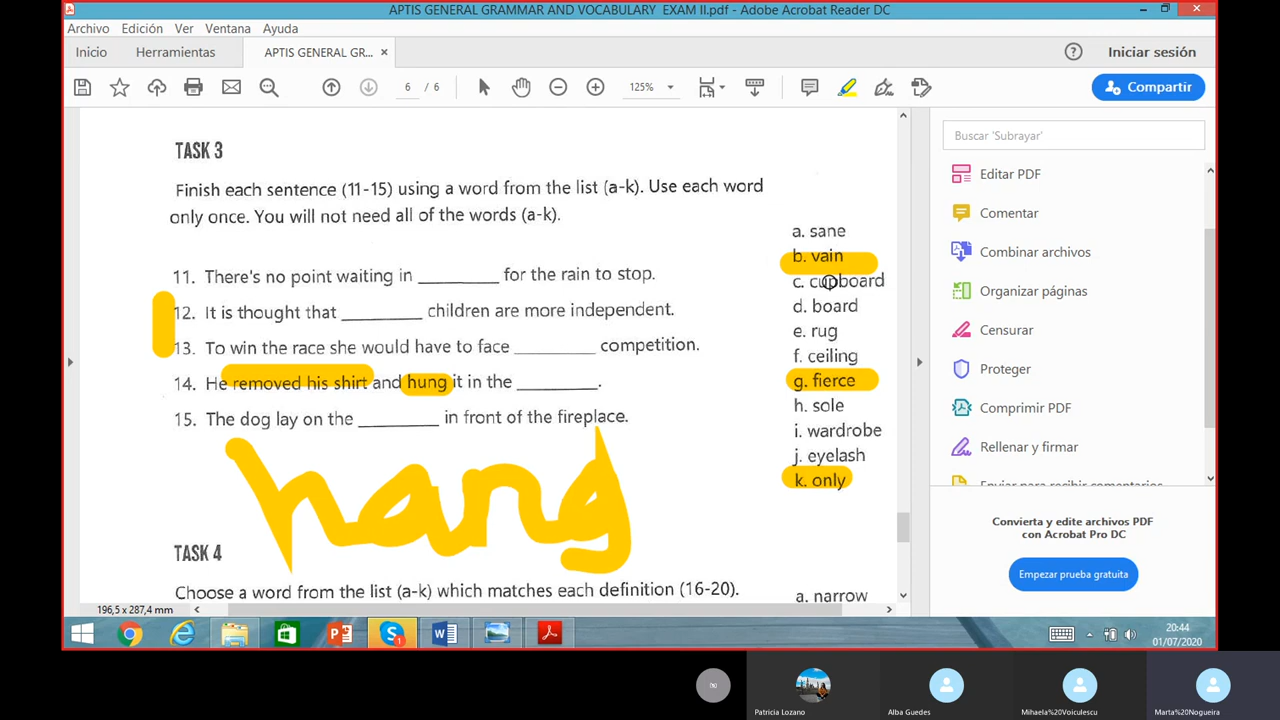 APTIS GENERAL GRAMMAR AND VOCABULARY EXAM II.pdf - Adobe Acrobat Reader DC
Archivo Edición Ver Ventana Ayuda
Inicio Herramientas APTIS GENERAL GR... × Iniciar sesión
6 / 6 125% Compartir
TASK 3
Finish each sentence (11-15) using a word from the list (a-k). Use each word
only once. You will not need all of the words (a-k).
11. There's no point waiting in ________ for the rain to stop.
12. It is thought that ________ children are more independent.
13. To win the race she would have to face ________ competition.
14. He removed his shirt and hung it in the ________.
15. The dog lay on the ________ in front of the fireplace.
a. sane
b. vain
c. cupboard
d. board
e. rug
f. ceiling
g. fierce
h. sole
i. wardrobe
j. eyelash
k. only
hang
TASK 4
Choose a word from the list (a-k) which matches each definition (16-20).
a. narrow
196,5 x 287,4 mm
Buscar 'Subrayar'
Editar PDF
Comentar
Combinar archivos
Organizar páginas
Censurar
Proteger
Comprimir PDF
Rellenar y firmar
Enviar para recibir comentarios
Convierta y edite archivos PDF
con Acrobat Pro DC
Empezar prueba gratuita
20:44
01/07/2020
Patricia Lozano
Alba Guedes
Mihaela%20Voiculescu
Marta%20Nogueira